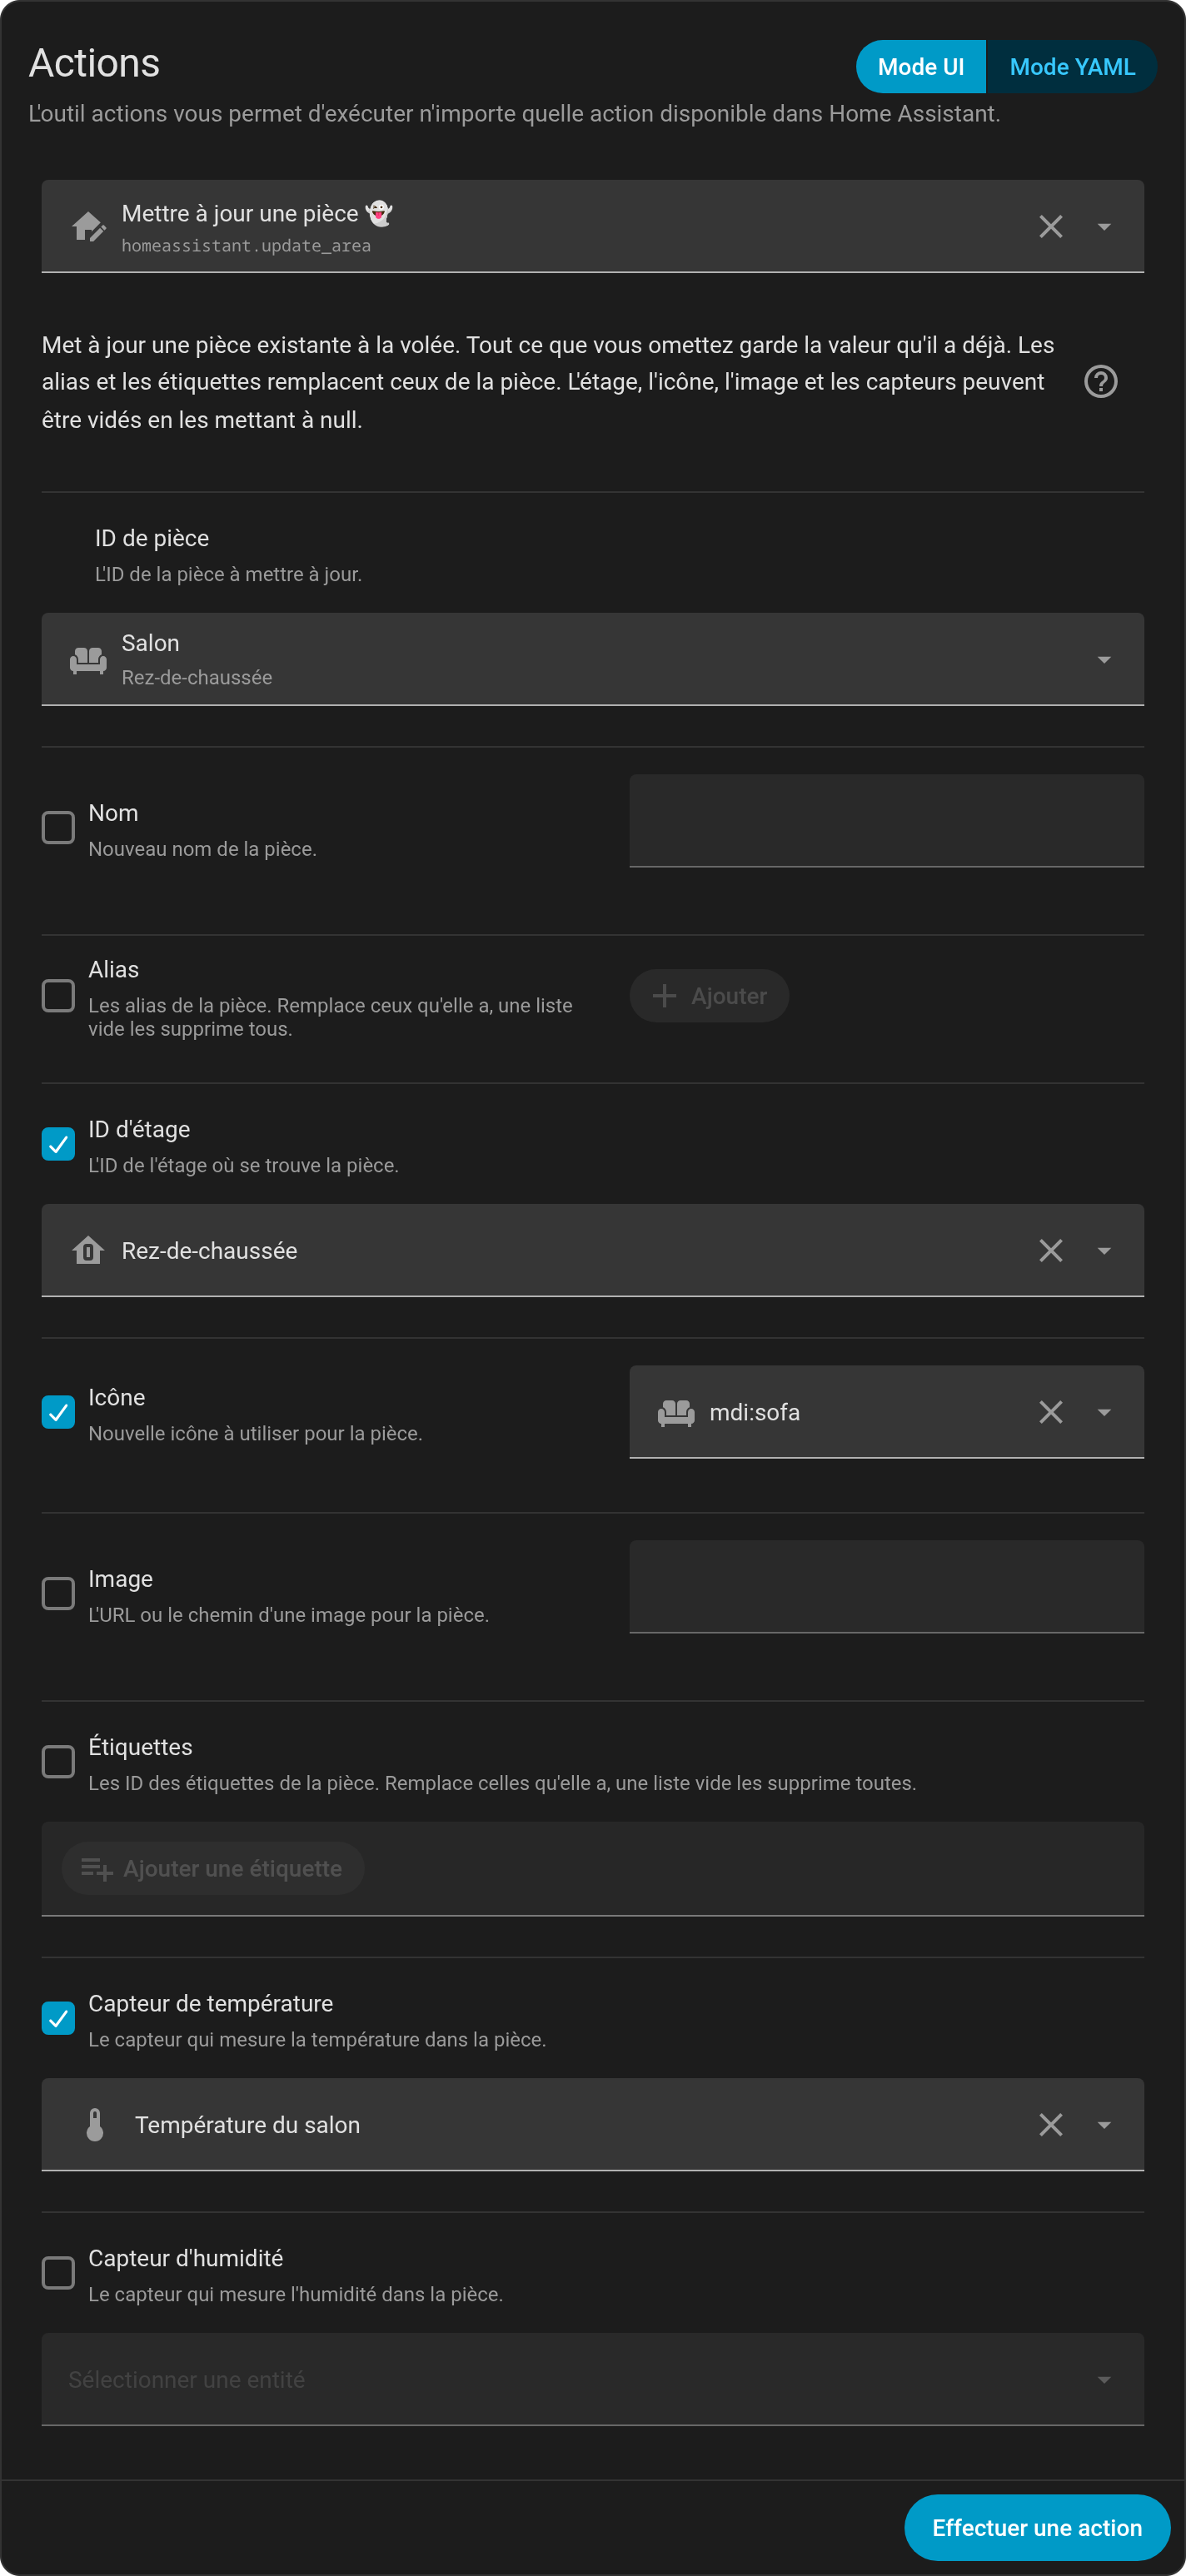 Actions
Mode UI
Mode YAML
L'outil actions vous permet d'exécuter n'importe quelle action disponible dans Home Assistant.
Mettre à jour une pièce 👻
homeassistant.update_area
Met à jour une pièce existante à la volée. Tout ce que vous omettez garde la valeur qu'il a déjà. Les
alias et les étiquettes remplacent ceux de la pièce. L'étage, l'icône, l'image et les capteurs peuvent
être vidés en les mettant à null.
ID de pièce
L'ID de la pièce à mettre à jour.
Salon
Rez-de-chaussée
Nom
Nouveau nom de la pièce.
Alias
Les alias de la pièce. Remplace ceux qu'elle a, une liste
vide les supprime tous.
Ajouter
ID d'étage
L'ID de l'étage où se trouve la pièce.
Rez-de-chaussée
Icône
Nouvelle icône à utiliser pour la pièce.
mdi:sofa
Image
L'URL ou le chemin d'une image pour la pièce.
Étiquettes
Les ID des étiquettes de la pièce. Remplace celles qu'elle a, une liste vide les supprime toutes.
Ajouter une étiquette
Capteur de température
Le capteur qui mesure la température dans la pièce.
Température du salon
Capteur d'humidité
Le capteur qui mesure l'humidité dans la pièce.
Sélectionner une entité
Effectuer une action